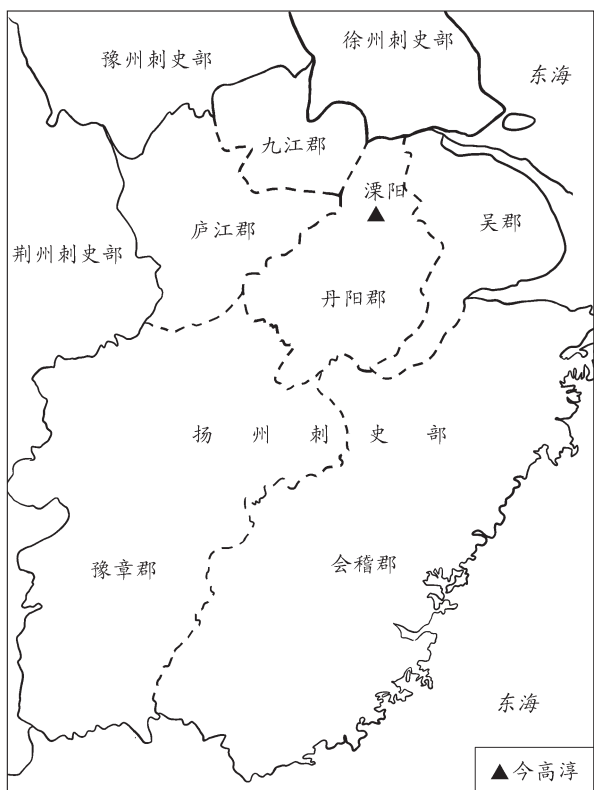 徐州刺史部
豫州刺史部
东海
九江郡
溧阳
吴郡
庐江郡
荆州刺史部
丹阳郡
扬州刺史部
会稽郡
豫章郡
东海
今高淳